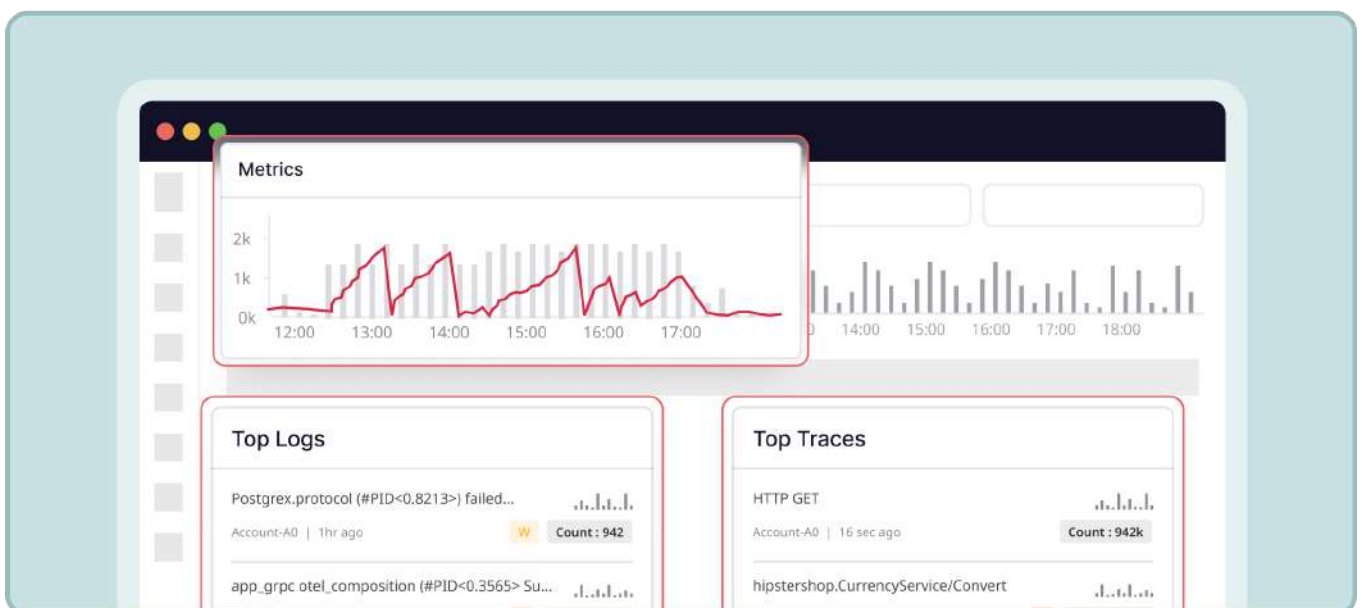 Metrics
2k
1k
0k
12:00 13:00 14:00 15:00 16:00 17:00
14:00 15:00 16:00 17:00 18:00
Top Logs
Postgrex.protocol (#PID<0.8213>) failed...
Account-A0 | 1hr ago W Count : 942
app_grpc otel_composition (#PID<0.3565> Su...
Top Traces
HTTP GET
Account-A0 | 16 sec ago Count : 942k
hipstershop.CurrencyService/Convert